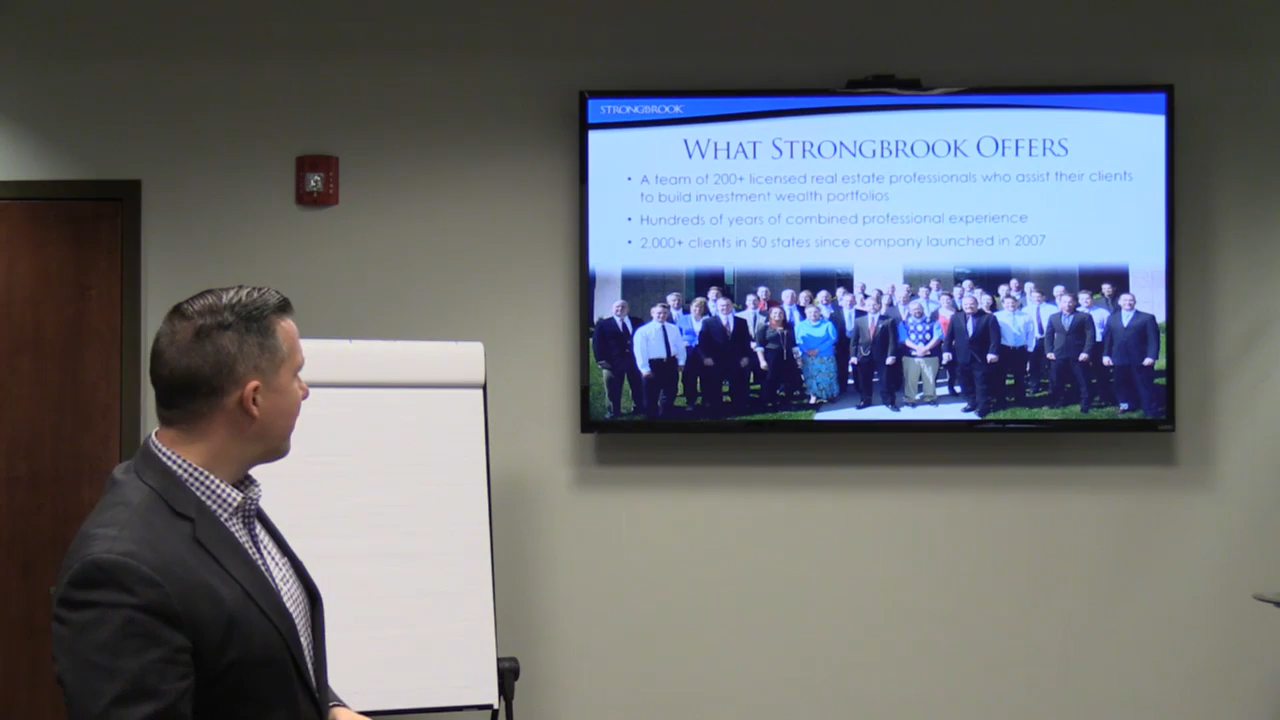 STRONGBROOK
WHAT STRONGBROOK OFFERS
• A team of 200+ licensed real estate professionals who assist their clients
to build investment wealth portfolios
• Hundreds of years of combined professional experience
• 2,000+ clients in 50 states since company launched in 2007
20